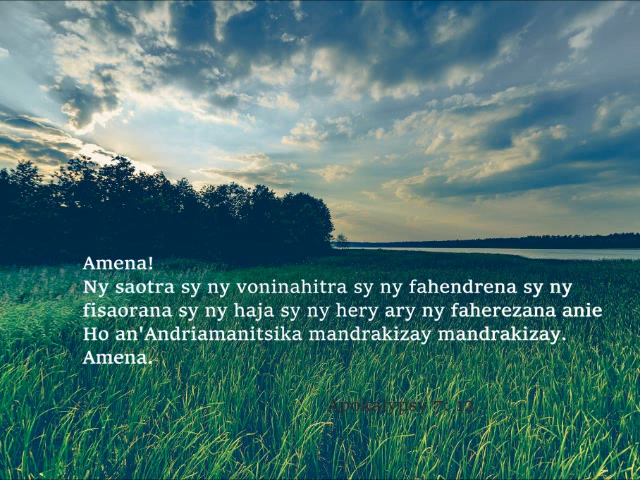 Amena!
Ny saotra sy ny voninahitra sy ny fahendrena sy ny
fisaorana sy ny haja sy ny hery ary ny faherezana anie
Ho an'Andriamanitsika mandrakizay mandrakizay.
Amena.
Apokalypsy 7:12